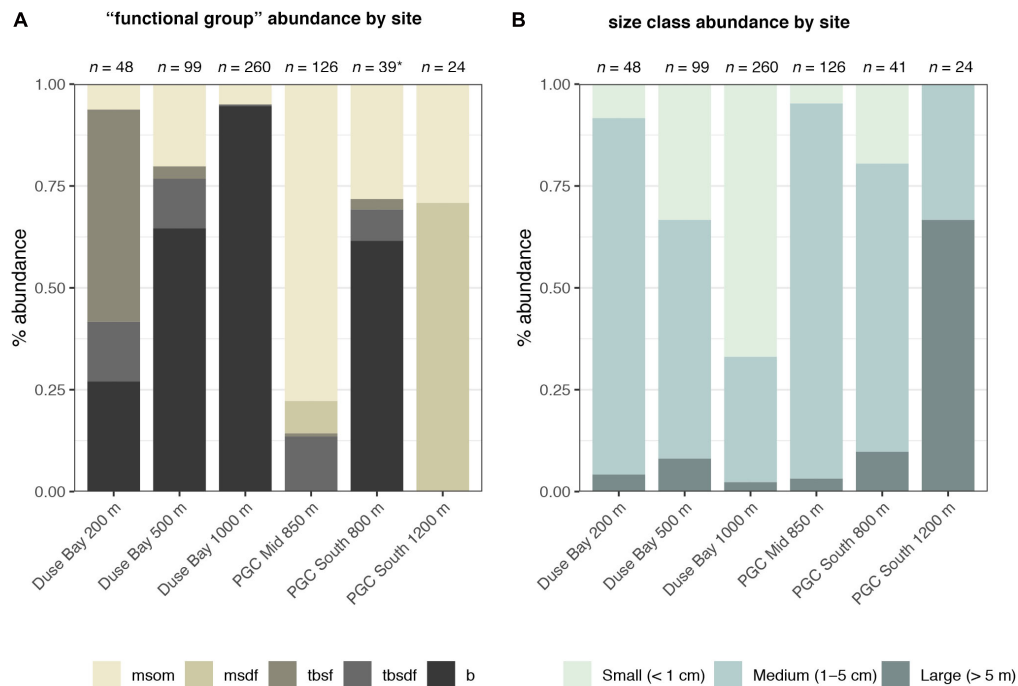 A
“functional group” abundance by site
n = 48 n = 99 n = 260 n = 126 n = 39* n = 24
1.00
0.75
0.50
0.25
0.00
% abundance
Duse Bay 200 m
Duse Bay 500 m
Duse Bay 1000 m
PGC Mid 850 m
PGC South 800 m
PGC South 1200 m
msom msdf tbsf tbsdf b
B
size class abundance by site
n = 48 n = 99 n = 260 n = 126 n = 41 n = 24
1.00
0.75
0.50
0.25
0.00
% abundance
Duse Bay 200 m
Duse Bay 500 m
Duse Bay 1000 m
PGC Mid 850 m
PGC South 800 m
PGC South 1200 m
Small (< 1 cm) Medium (1–5 cm) Large (> 5 m)